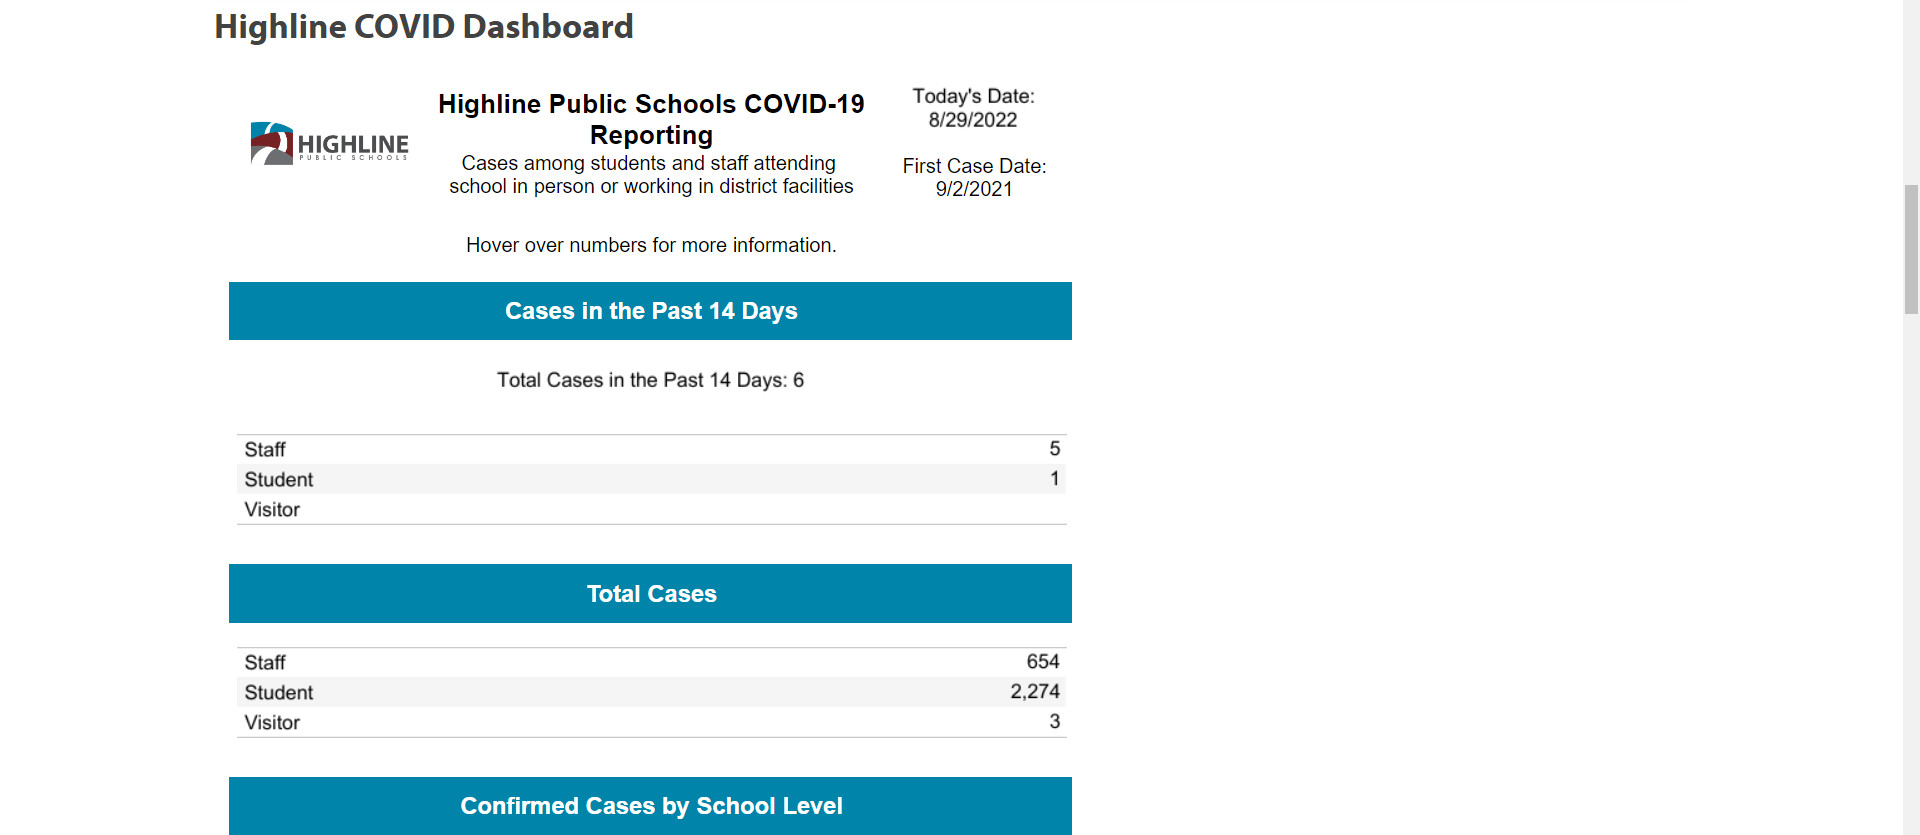 Highline COVID Dashboard
HIGHLINE
PUBLIC SCHOOLS
Highline Public Schools COVID-19
Reporting
Cases among students and staff attending
school in person or working in district facilities
Hover over numbers for more information.
Today's Date:
8/29/2022
First Case Date:
9/2/2021
Cases in the Past 14 Days
Total Cases in the Past 14 Days: 6
Staff 5
Student 1
Visitor
Total Cases
Staff 654
Student 2,274
Visitor 3
Confirmed Cases by School Level